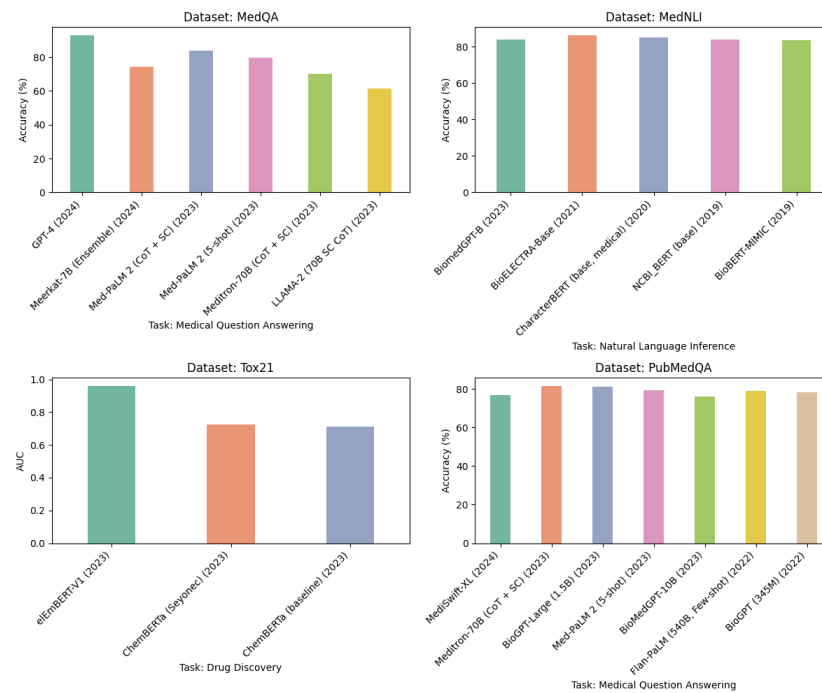 Dataset: MedQA
Accuracy (%)
80
60
40
20
0
GPT-4 (2024)
Meerkat-7B (Ensemble) (2024)
Med-PaLM 2 (CoT + SC) (2023)
Med-PaLM 2 (5-shot) (2023)
Meditron-70B (CoT + SC) (2023)
LLAMA-2 (70B SC CoT) (2023)
Task: Medical Question Answering
Dataset: MedNLI
Accuracy (%)
80
60
40
20
0
BiomedGPT-B (2023)
BioELECTRA-Base (2021)
CharacterBERT (base, medical) (2020)
NCBI_BERT (base) (2019)
BioBERT-MIMIC (2019)
Task: Natural Language Inference
Dataset: Tox21
AUC
1.0
0.8
0.6
0.4
0.2
0.0
elEmBERT-V1 (2023)
ChemBERTa (Seyonec) (2023)
ChemBERTa (baseline) (2023)
Task: Drug Discovery
Dataset: PubMedQA
Accuracy (%)
80
60
40
20
0
MediSwift-XL (2024)
Meditron-70B (CoT + SC) (2023)
BioGPT-Large (1.5B) (2023)
Med-PaLM 2 (5-shot) (2023)
BioMedGPT-10B (2023)
Flan-PaLM (540B, Few-shot) (2022)
BioGPT (345M) (2022)
Task: Medical Question Answering